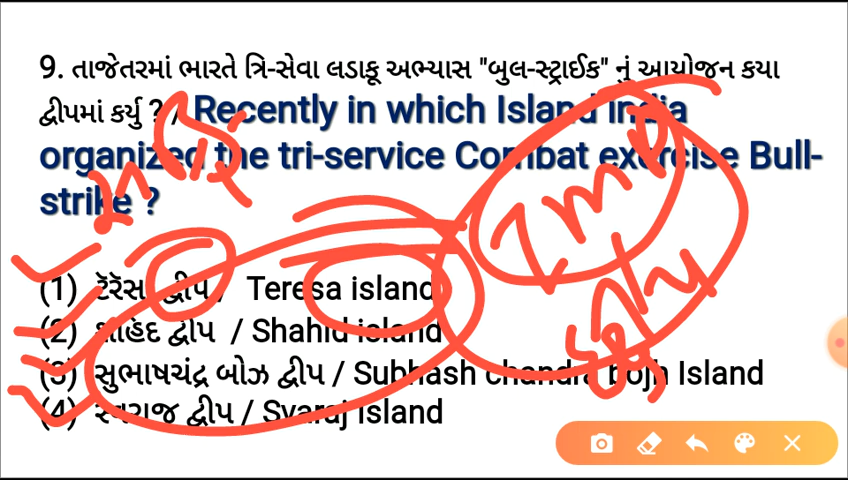 9. તાજેતરમાં ભારતે ત્રિ-સેવા લડાકૂ અભ્યાસ "બુલ-સ્ટ્રાઈક" નું આયોજન કયા
દ્વીપમાં કર્યુ ? / Recently in which Island India
organized the tri-service Combat exercise Bull-
strike ?
Imp
(1) ટેરેસા દ્વીપ / Teresa island
(2) શાહિદ દ્વીપ / Shahid island
(3) સુભાષચંદ્ર બોઝ દ્વીપ / Subhash chandra bojh Island
(4) સ્વરાજ દ્વીપ / Svaraj Island